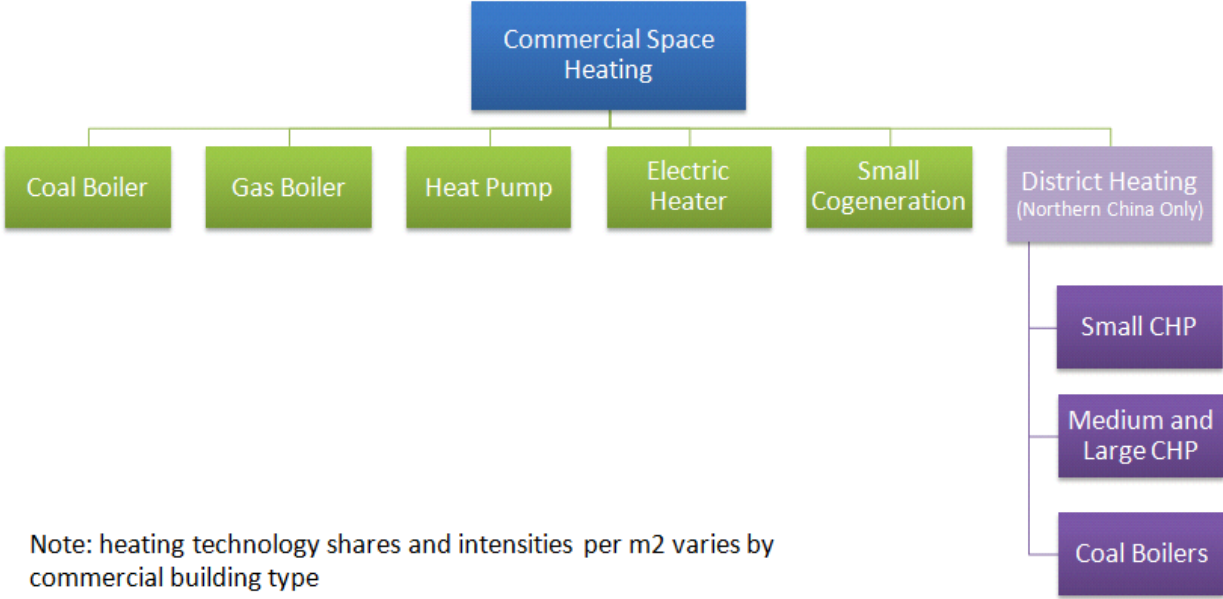 Commercial Space
Heating
Coal Boiler
Gas Boiler
Heat Pump
Electric
Heater
Small
Cogeneration
District Heating
(Northern China Only)
Small CHP
Medium and
Large CHP
Coal Boilers
Note: heating technology shares and intensities per m2 varies by
commercial building type